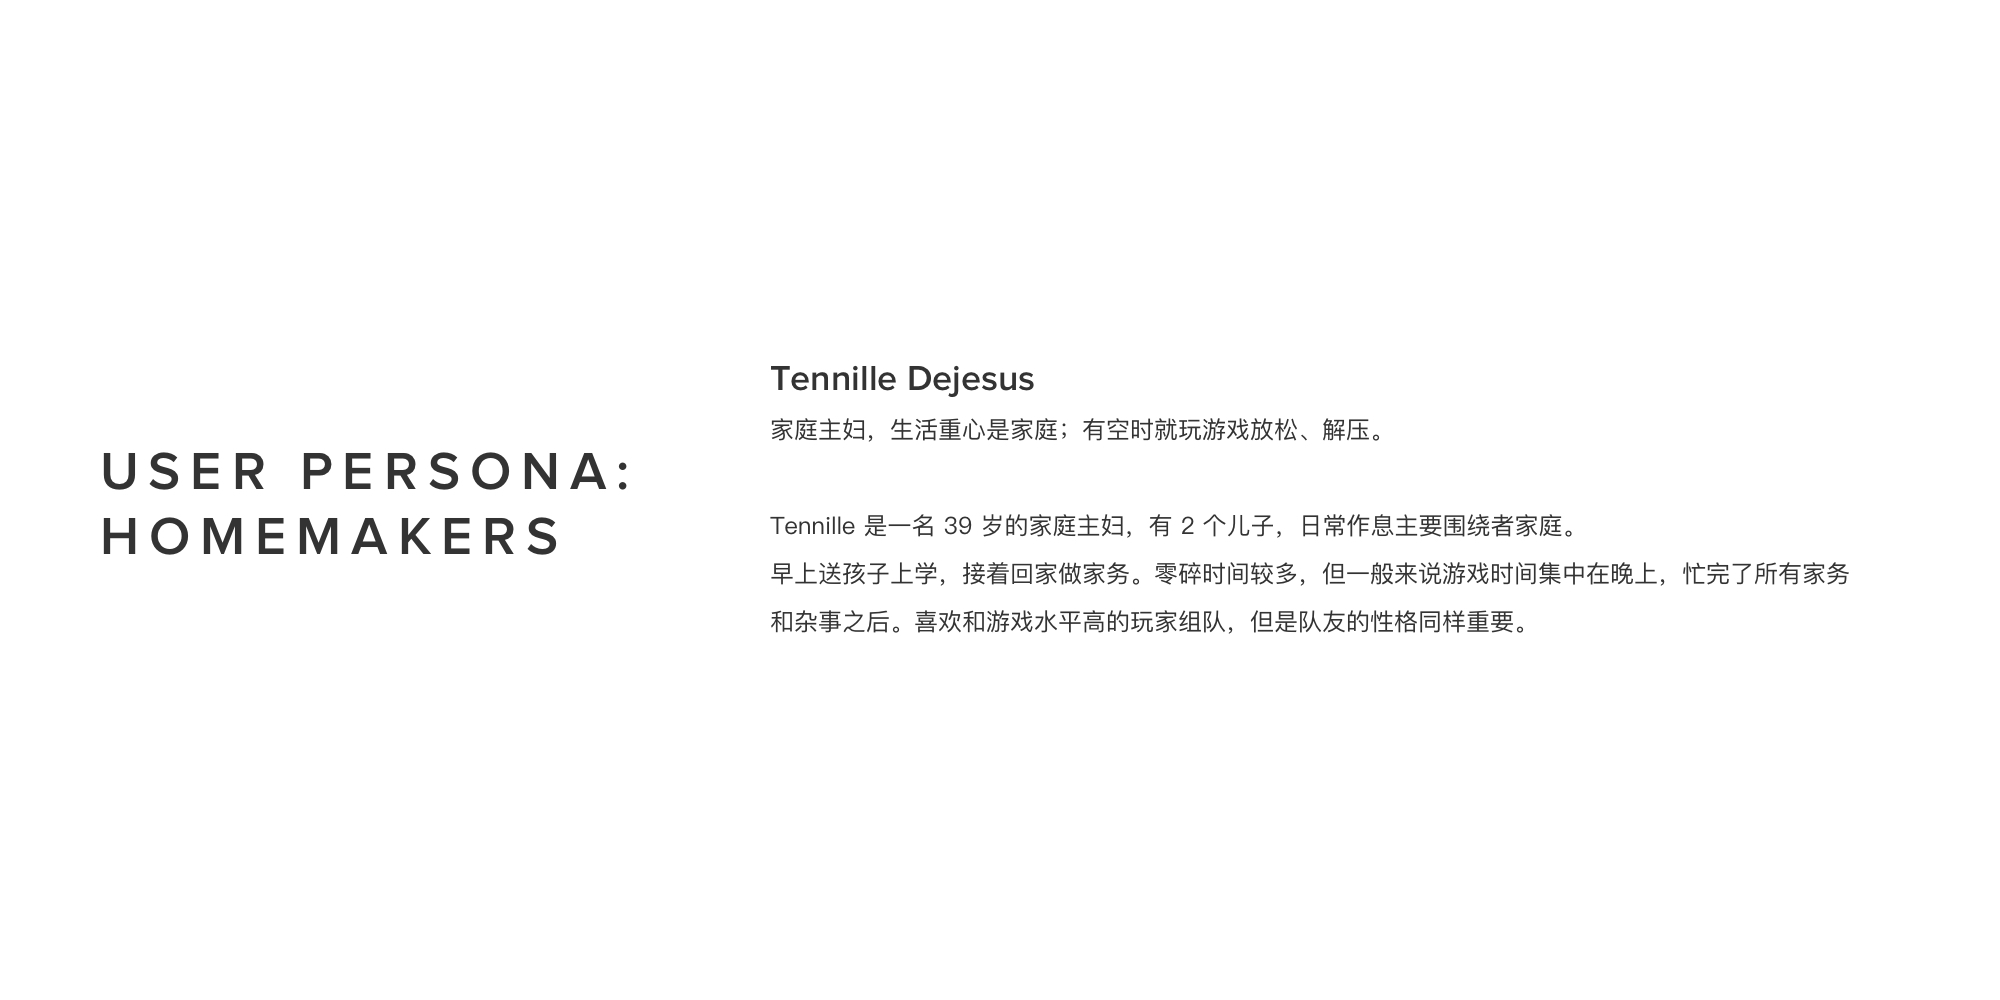 USER PERSONA:
HOMEMAKERS
Tennille Dejesus
家庭主妇，生活重心是家庭；有空时就玩游戏放松、解压。
Tennille 是一名 39 岁的家庭主妇，有 2 个儿子，日常作息主要围绕者家庭。
早上送孩子上学，接着回家做家务。零碎时间较多，但一般来说游戏时间集中在晚上，忙完了所有家务
和杂事之后。喜欢和游戏水平高的玩家组队，但是队友的性格同样重要。